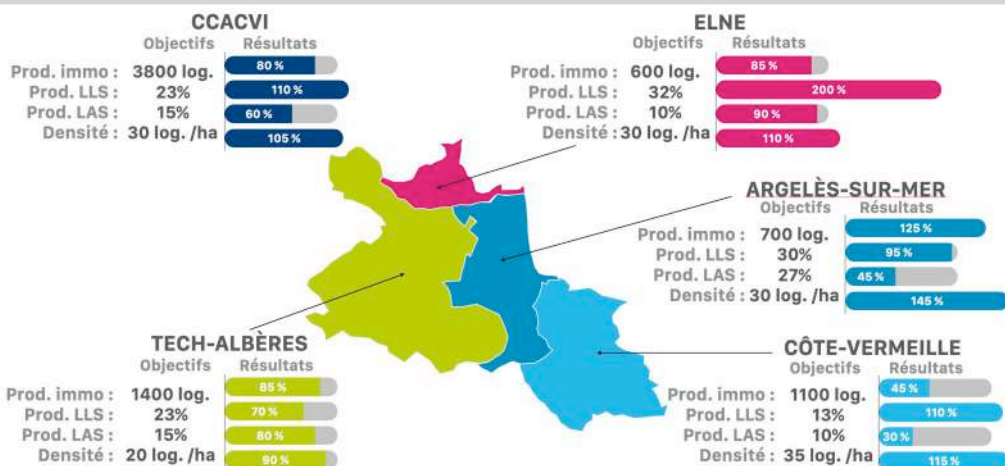 CCACVI
Objectifs Résultats
Prod. immo : 3800 log. 80 %
Prod. LLS : 23% 110 %
Prod. LAS : 15% 60 %
Densité : 30 log. /ha 105 %
ELNE
Objectifs Résultats
Prod. immo : 600 log. 85 %
Prod. LLS : 32% 200 %
Prod. LAS : 10% 90 %
Densité : 30 log. /ha 110 %
ARGELÈS-SUR-MER
Objectifs Résultats
Prod. immo : 700 log. 125 %
Prod. LLS : 30% 95 %
Prod. LAS : 27% 45 %
Densité : 30 log. /ha 145 %
TECH-ALBÈRES
Objectifs Résultats
Prod. immo : 1400 log. 85 %
Prod. LLS : 23% 70 %
Prod. LAS : 15% 80 %
Densité : 20 log. /ha 90 %
CÔTE-VERMEILLE
Objectifs Résultats
Prod. immo : 1100 log. 45 %
Prod. LLS : 13% 110 %
Prod. LAS : 10% 30 %
Densité : 35 log. /ha 115 %